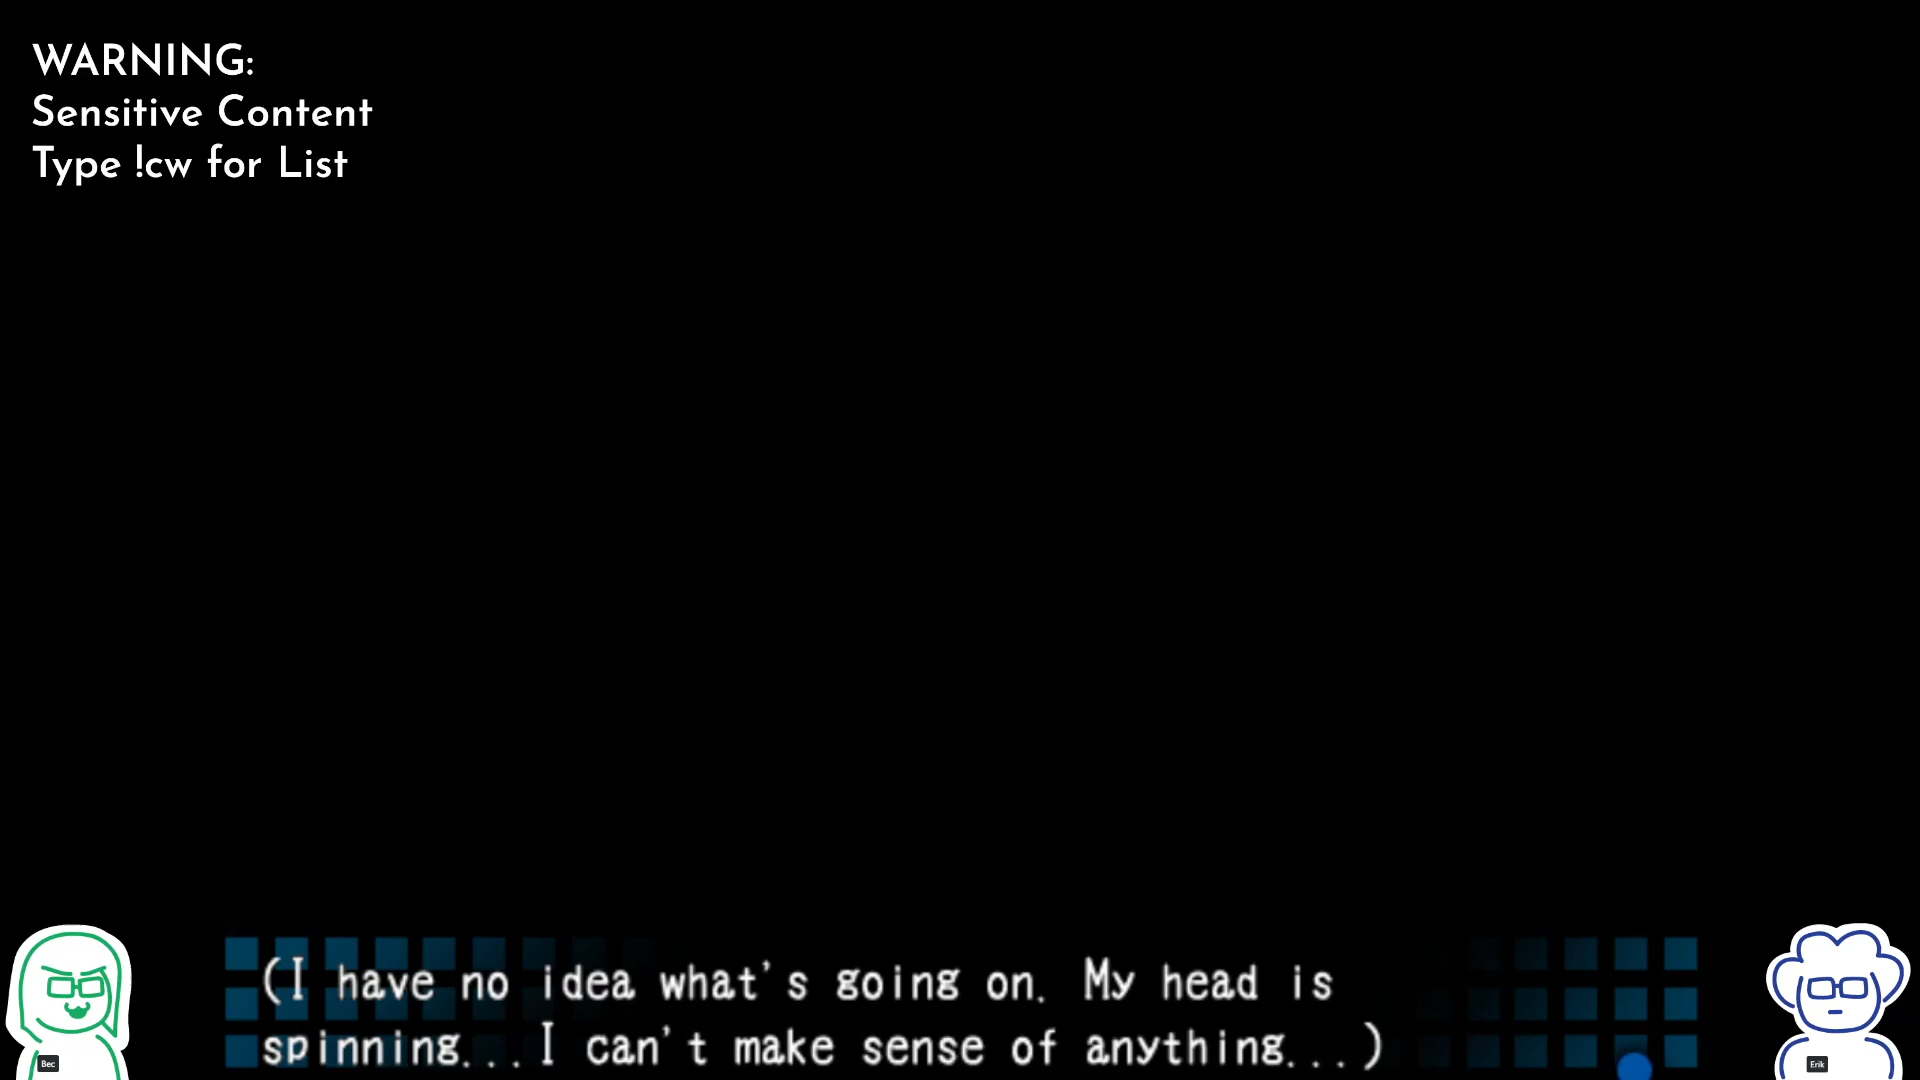 WARNING:
Sensitive Content
Type !cw for List
(I have no idea what's going on. My head is
spinning...I can't make sense of anything...)
Bec
Erik